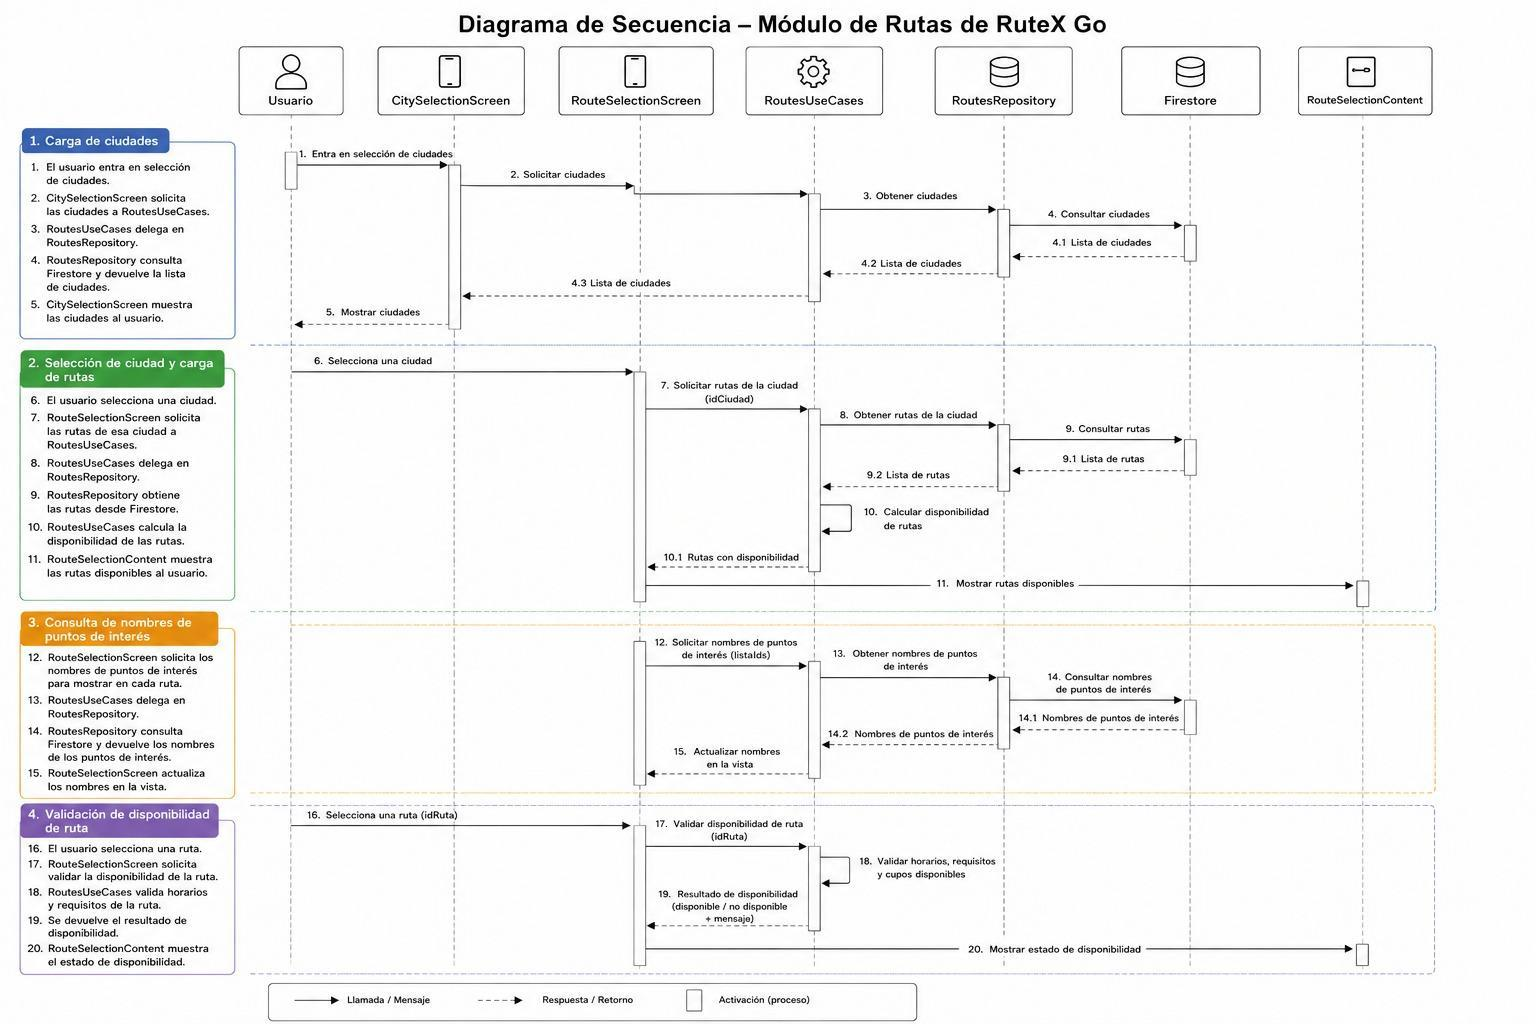 Diagrama de Secuencia – Módulo de Rutas de RuteX Go
Usuario
CitySelectionScreen
RouteSelectionScreen
RoutesUseCases
RoutesRepository
Firestore
RouteSelectionContent
1. Carga de ciudades
1. El usuario entra en selección
de ciudades.
2. CitySelectionScreen solicita
las ciudades a RoutesUseCases.
3. RoutesUseCases delega en
RoutesRepository.
4. RoutesRepository consulta
Firestore y devuelve la lista
de ciudades.
5. CitySelectionScreen muestra
las ciudades al usuario.
1. Entra en selección de ciudades
2. Solicitar ciudades
3. Obtener ciudades
4. Consultar ciudades
4.1 Lista de ciudades
4.2 Lista de ciudades
4.3 Lista de ciudades
5. Mostrar ciudades
2. Selección de ciudad y carga
de rutas
6. El usuario selecciona una ciudad.
7. RouteSelectionScreen solicita
las rutas de esa ciudad a
RoutesUseCases.
8. RoutesUseCases delega en
RoutesRepository.
9. RoutesRepository obtiene
las rutas desde Firestore.
10. RoutesUseCases calcula la
disponibilidad de las rutas.
11. RouteSelectionContent muestra
las rutas disponibles al usuario.
6. Selecciona una ciudad
7. Solicitar rutas de la ciudad
(idCiudad)
8. Obtener rutas de la ciudad
9. Consultar rutas
9.1 Lista de rutas
9.2 Lista de rutas
10. Calcular disponibilidad
de rutas
10.1 Rutas con disponibilidad
11. Mostrar rutas disponibles
3. Consulta de nombres de
puntos de interés
12. RouteSelectionScreen solicita los
nombres de puntos de interés
para mostrar en cada ruta.
13. RoutesUseCases delega en
RoutesRepository.
14. RoutesRepository consulta
Firestore y devuelve los nombres
de los puntos de interés.
15. RouteSelectionScreen actualiza
los nombres en la vista.
12. Solicitar nombres de puntos
de interés (listaIds)
13. Obtener nombres de puntos
de interés
14. Consultar nombres
de puntos de interés
14.1 Nombres de puntos de interés
14.2 Nombres de puntos de interés
15. Actualizar nombres
en la vista
4. Validación de disponibilidad
de ruta
16. El usuario selecciona una ruta.
17. RouteSelectionScreen solicita
validar la disponibilidad de la ruta.
18. RoutesUseCases valida horarios
y requisitos de la ruta.
19. Se devuelve el resultado de
disponibilidad.
20. RouteSelectionContent muestra
el estado de disponibilidad.
16. Selecciona una ruta (idRuta)
17. Validar disponibilidad de ruta
(idRuta)
18. Validar horarios, requisitos
y cupos disponibles
19. Resultado de disponibilidad
(disponible / no disponible
+ mensaje)
20. Mostrar estado de disponibilidad
Llamada / Mensaje
Respuesta / Retorno
Activación (proceso)